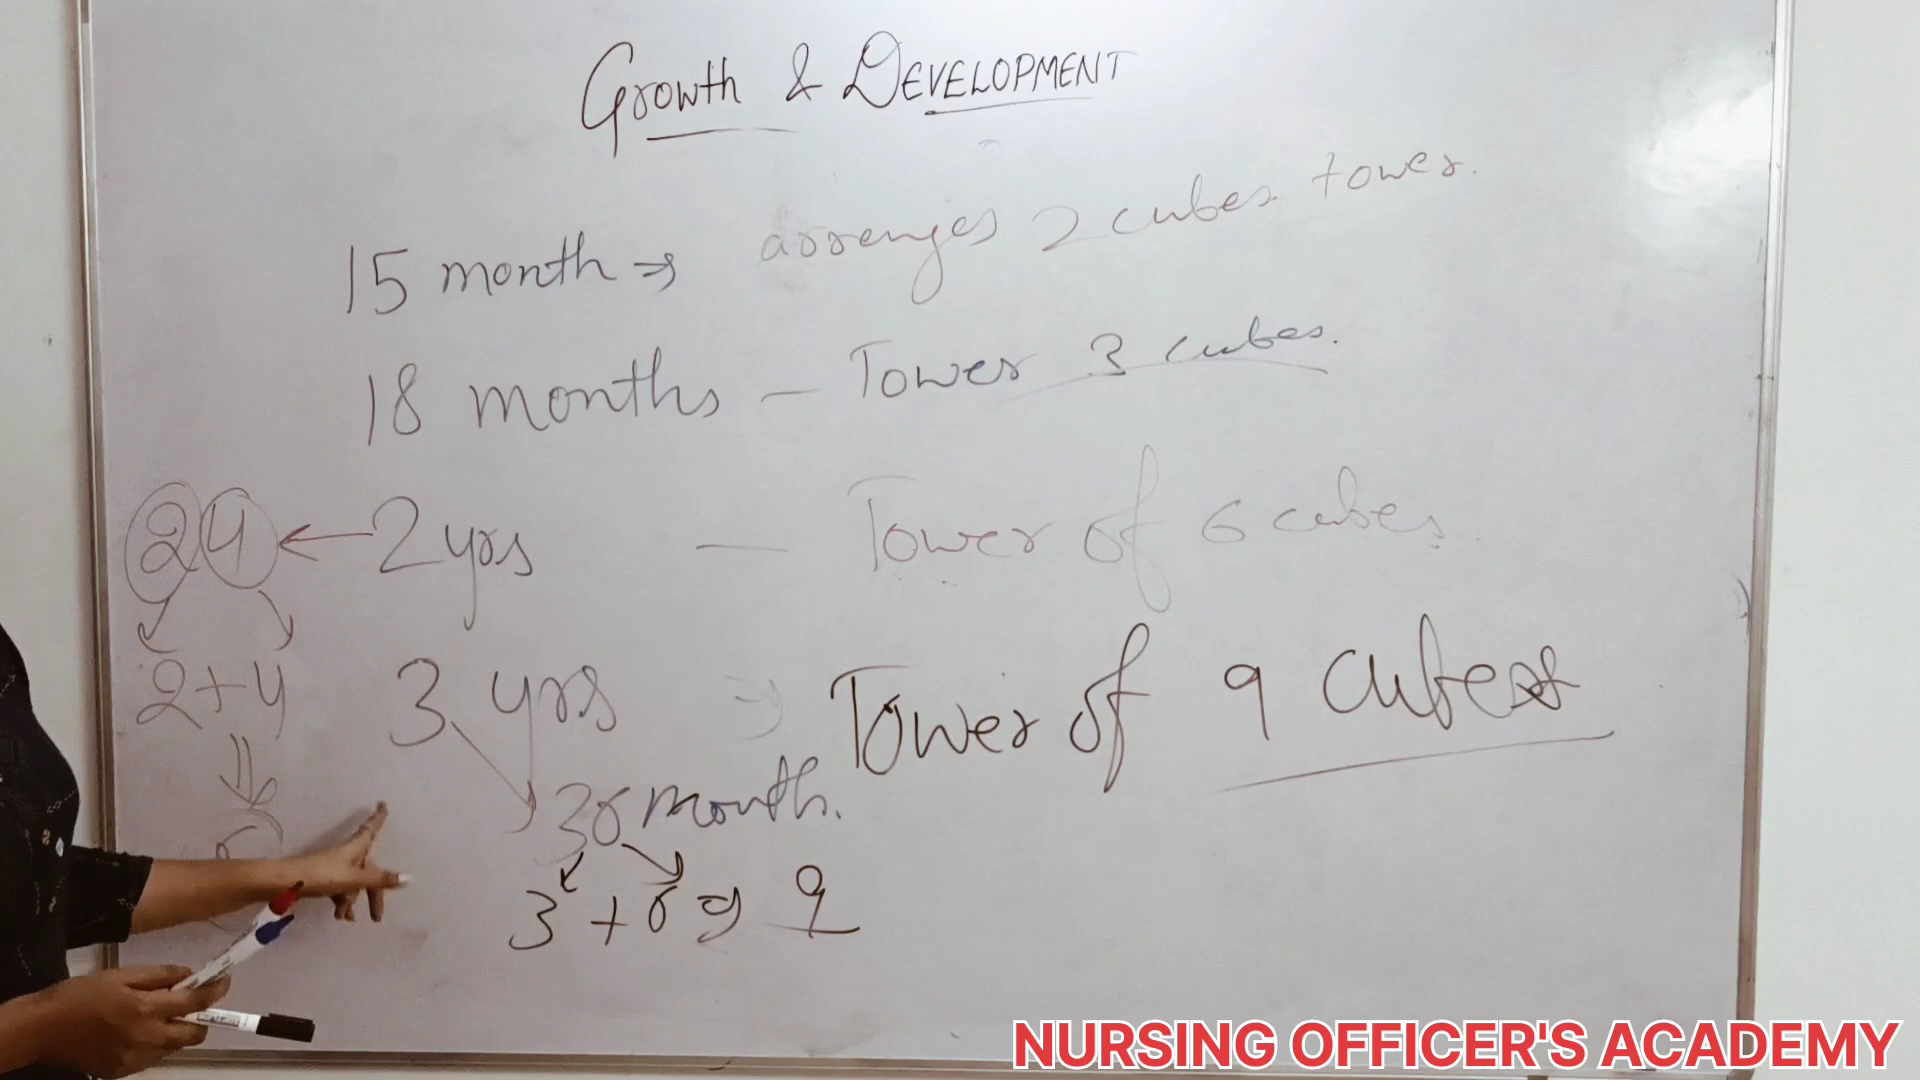 Growth & DEVELOPMENT
15 month ⇒ arranges 2 cubes tower.
18 months — Tower 3 cubes.
24 ← 2 yrs — Tower of 6 cubes.
2+4
3 yrs ⇒ Tower of 9 cubes
36 month.
3 + 6 ⇒ 9
NURSING OFFICER'S ACADEMY